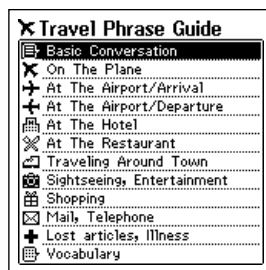 Travel Phrase Guide
Basic Conversation
On The Plane
At The Airport/Arrival
At The Airport/Departure
At The Hotel
At The Restaurant
Traveling Around Town
Sightseeing, Entertainment
Shopping
Mail, Telephone
Lost articles, Illness
Vocabulary